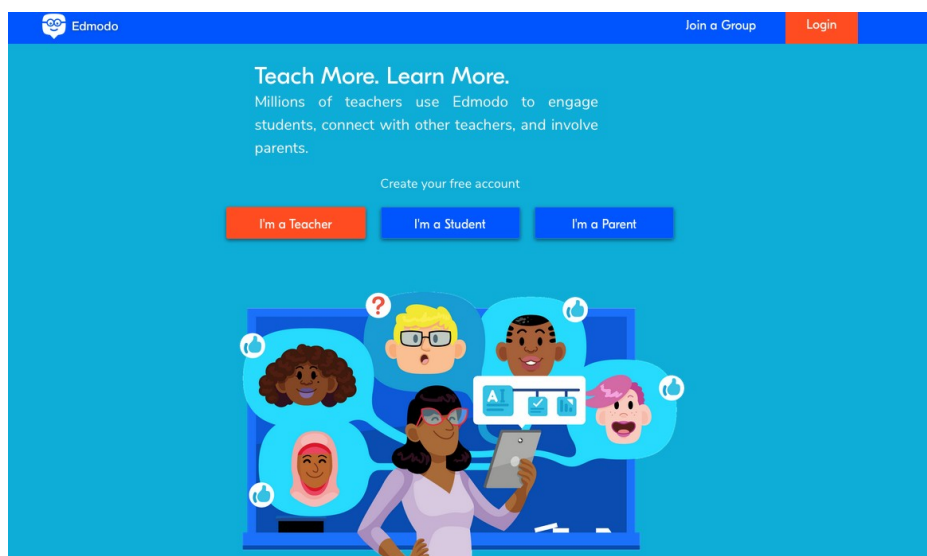 Edmodo
Join a Group
Login
Teach More. Learn More.
Millions of teachers use Edmodo to engage
students, connect with other teachers, and involve
parents.
Create your free account
I'm a Teacher
I'm a Student
I'm a Parent
?
A